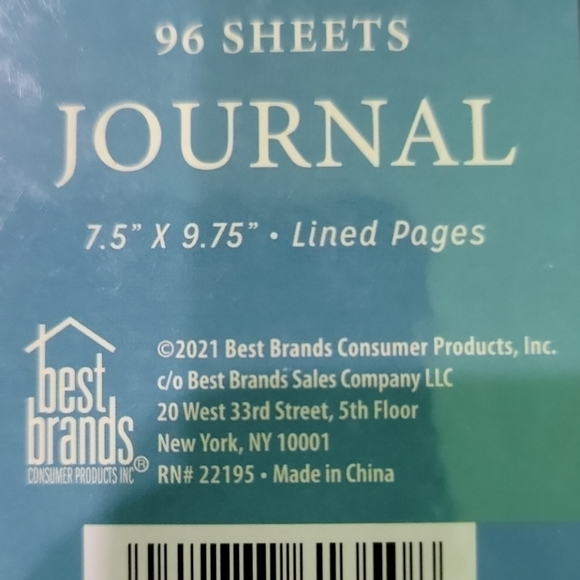 96 SHEETS
JOURNAL
7.5" X 9.75" • Lined Pages
best
brands
CONSUMER PRODUCTS INC®
©2021 Best Brands Consumer Products, Inc.
c/o Best Brands Sales Company LLC
20 West 33rd Street, 5th Floor
New York, NY 10001
RN# 22195 • Made in China